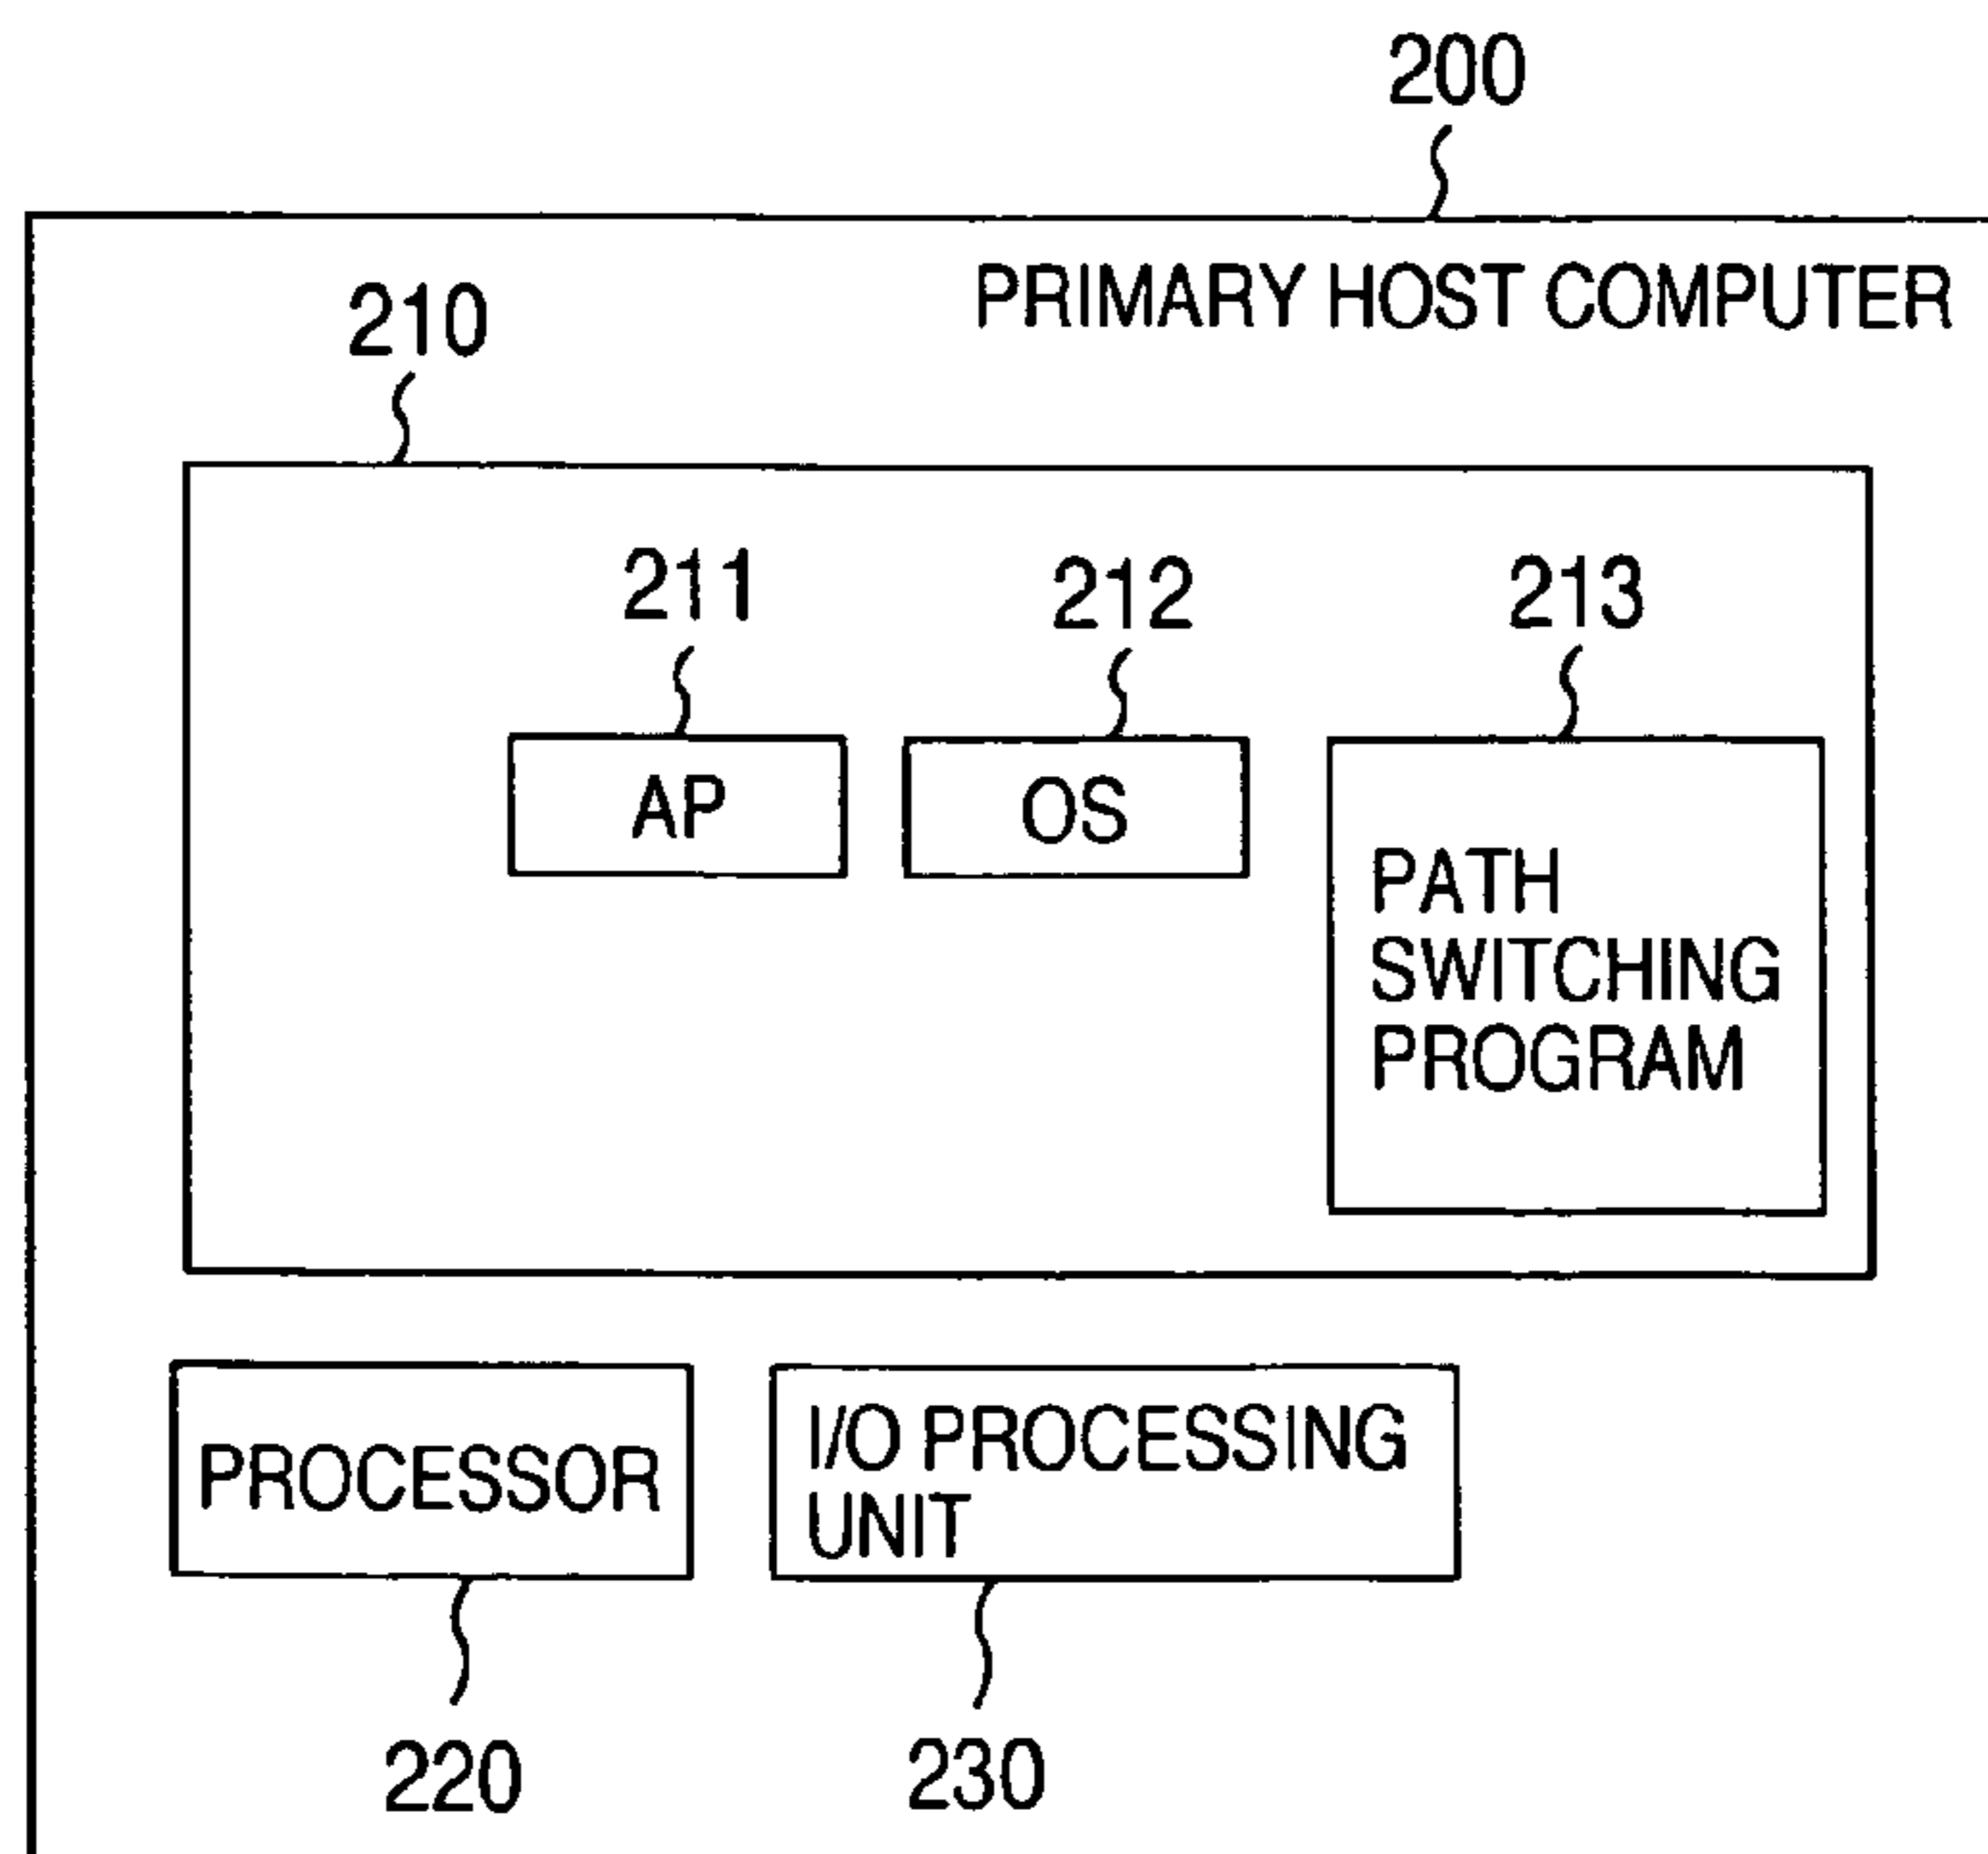 200
PRIMARY HOST COMPUTER
210
211
212
213
AP
OS
PATH
SWITCHING
PROGRAM
PROCESSOR
I/O PROCESSING
UNIT
220
230